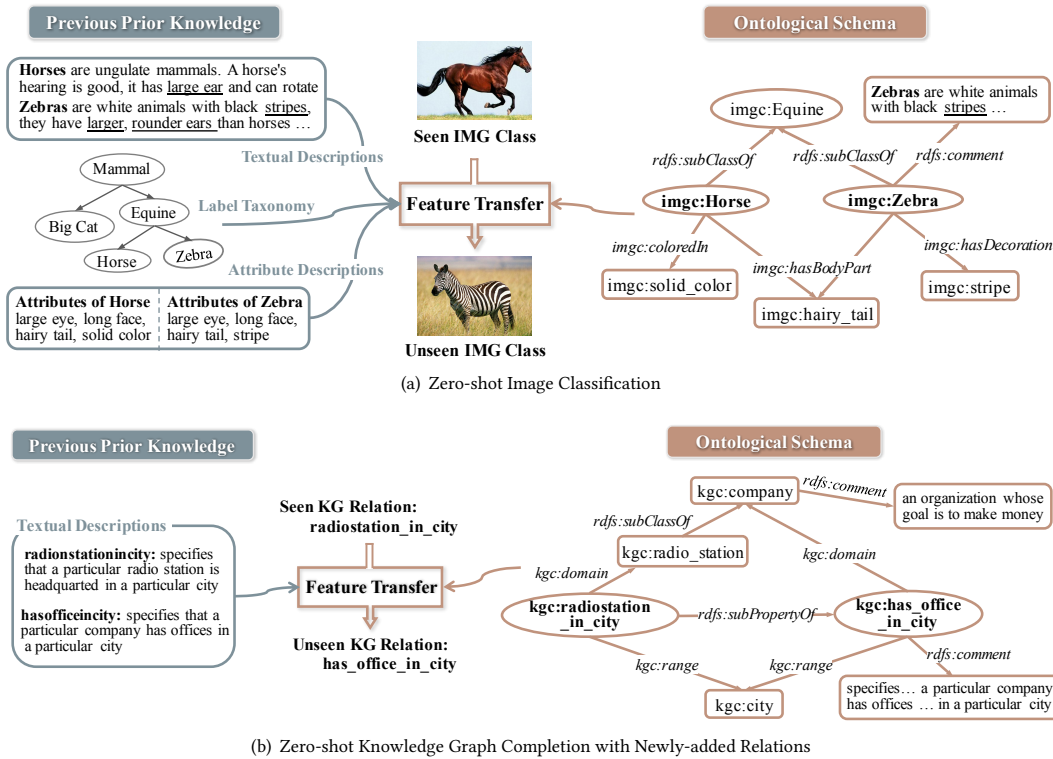 Previous Prior Knowledge
Ontological Schema
Horses are ungulate mammals. A horse's
hearing is good, it has large ear and can rotate
Zebras are white animals with black stripes,
they have larger, rounder ears than horses ...
Textual Descriptions
Mammal
Big Cat
Equine
Horse
Zebra
Label Taxonomy
Attribute Descriptions
Attributes of Horse
large eye, long face,
hairy tail, solid color
Attributes of Zebra
large eye, long face,
hairy tail, stripe
Seen IMG Class
Feature Transfer
Unseen IMG Class
imgc:Equine
Zebras are white animals
with black stripes ...
rdfs:subClassOf
rdfs:subClassOf
rdfs:comment
imgc:Horse
imgc:Zebra
imgc:coloredIn
imgc:hasBodyPart
imgc:hasDecoration
imgc:solid_color
imgc:hairy_tail
imgc:stripe
(a) Zero-shot Image Classification
Previous Prior Knowledge
Ontological Schema
Textual Descriptions
radionstationincity: specifies
that a particular radio station is
headquarted in a particular city
hasofficeincity: specifies that a
particular company has offices in
a particular city
Seen KG Relation:
radiostation_in_city
Feature Transfer
Unseen KG Relation:
has_office_in_city
kgc:company
rdfs:comment
an organization whose
goal is to make money
rdfs:subClassOf
kgc:radio_station
kgc:domain
kgc:domain
kgc:radiostation
_in_city
rdfs:subPropertyOf
kgc:has_office
_in_city
kgc:range
kgc:range
rdfs:comment
kgc:city
specifies... a particular company
has offices ... in a particular city
(b) Zero-shot Knowledge Graph Completion with Newly-added Relations